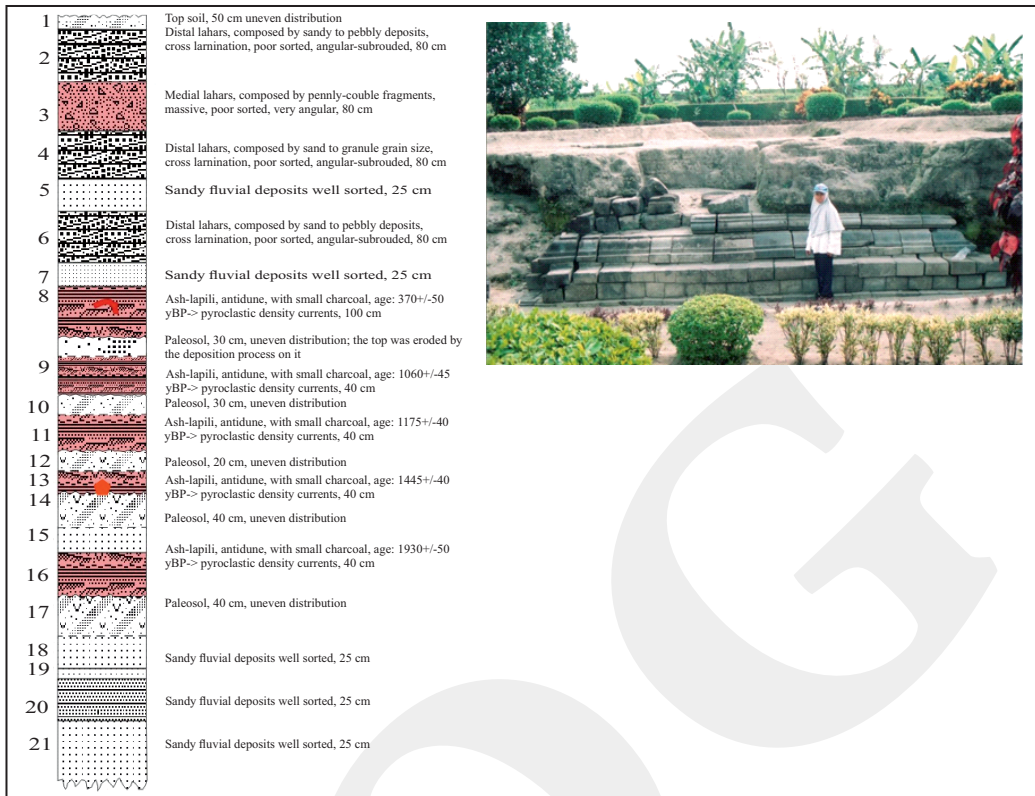 1
Top soil, 50 cm uneven distribution
2
Distal lahars, composed by sandy to pebbly deposits,
cross larnination, poor sorted, angular-subrouded, 80 cm
3
Medial lahars, composed by pennly-couble fragments,
massive, poor sorted, very angular, 80 cm
4
Distal lahars, composed by sand to granule grain size,
cross larnination, poor sorted, angular-subrouded, 80 cm
5
Sandy fluvial deposits well sorted, 25 cm
6
Distal lahars, composed by sand to pebbly deposits,
cross larnination, poor sorted, angular-subrouded, 80 cm
7
Sandy fluvial deposits well sorted, 25 cm
8
Ash-lapili, antidune, with small charcoal, age: 370+/-50
yBP-> pyroclastic density currents, 100 cm
Paleosol, 30 cm, uneven distribution; the top was eroded by
the deposition process on it
9
Ash-lapili, antidune, with small charcoal, age: 1060+/-45
yBP-> pyroclastic density currents, 40 cm
10
Paleosol, 30 cm, uneven distribution
11
Ash-lapili, antidune, with small charcoal, age: 1175+/-40
yBP-> pyroclastic density currents, 40 cm
12
Paleosol, 20 cm, uneven distribution
13
Ash-lapili, antidune, with small charcoal, age: 1445+/-40
yBP-> pyroclastic density currents, 40 cm
14
Paleosol, 40 cm, uneven distribution
15
Ash-lapili, antidune, with small charcoal, age: 1930+/-50
yBP-> pyroclastic density currents, 40 cm
16
17
Paleosol, 40 cm, uneven distribution
18
Sandy fluvial deposits well sorted, 25 cm
19
20
Sandy fluvial deposits well sorted, 25 cm
21
Sandy fluvial deposits well sorted, 25 cm
G